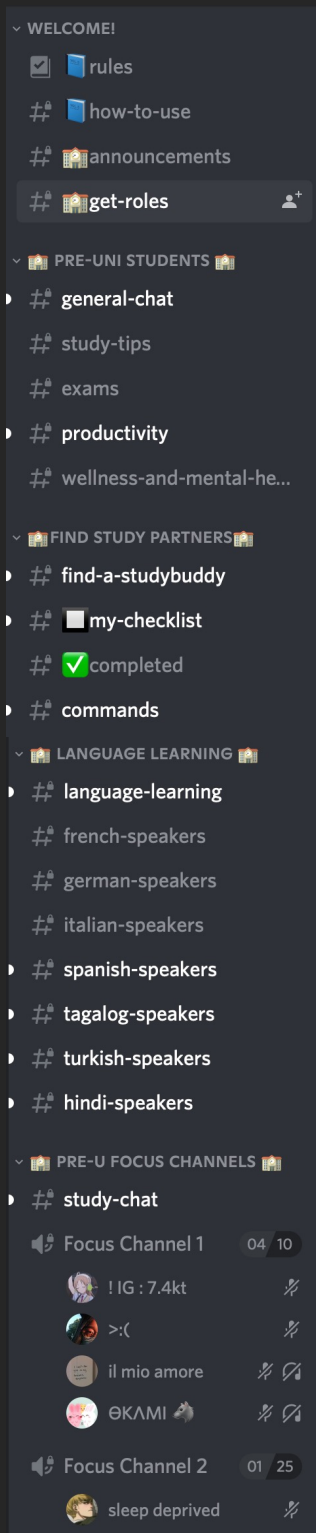 WELCOME!
rules
how-to-use
announcements
get-roles
PRE-UNI STUDENTS
general-chat
study-tips
exams
productivity
wellness-and-mental-he...
FIND STUDY PARTNERS
find-a-studybuddy
my-checklist
completed
commands
LANGUAGE LEARNING
language-learning
french-speakers
german-speakers
italian-speakers
spanish-speakers
tagalog-speakers
turkish-speakers
hindi-speakers
PRE-U FOCUS CHANNELS
study-chat
Focus Channel 1 04 10
! IG : 7.4kt
>:(
il mio amore
ӨKΛMI
Focus Channel 2 01 25
sleep deprived